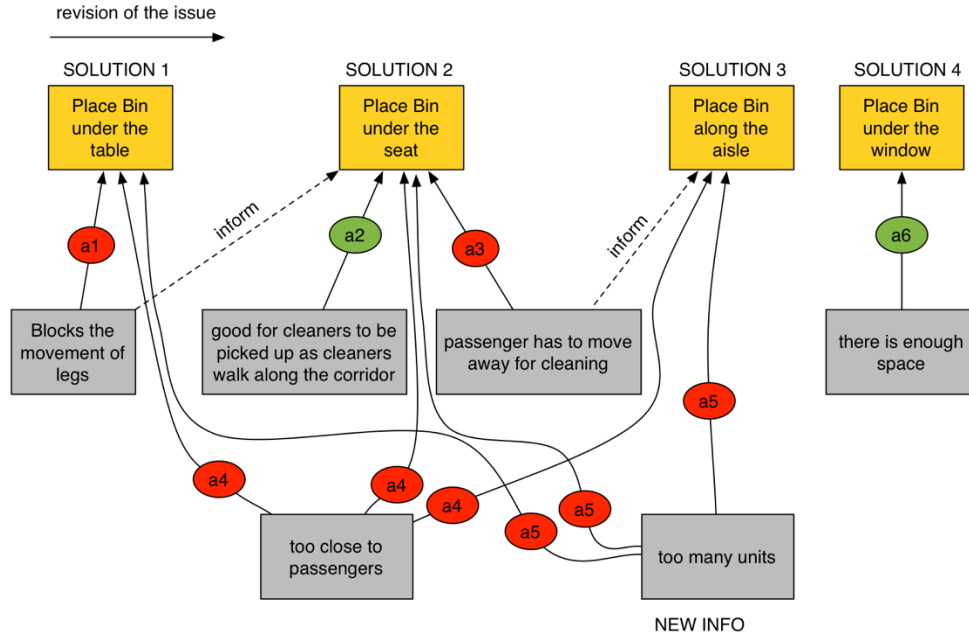 revision of the issue
SOLUTION 1
SOLUTION 2
SOLUTION 3
SOLUTION 4
Place Bin
under the
table
Place Bin
under the
seat
Place Bin
along the
aisle
Place Bin
under the
window
inform
inform
a1
a2
a3
a6
Blocks the
movement of
legs
good for cleaners to be
picked up as cleaners
walk along the corridor
passenger has to move
away for cleaning
there is enough
space
a5
a4
a4
a4
a5
a5
too close to
passengers
too many units
NEW INFO